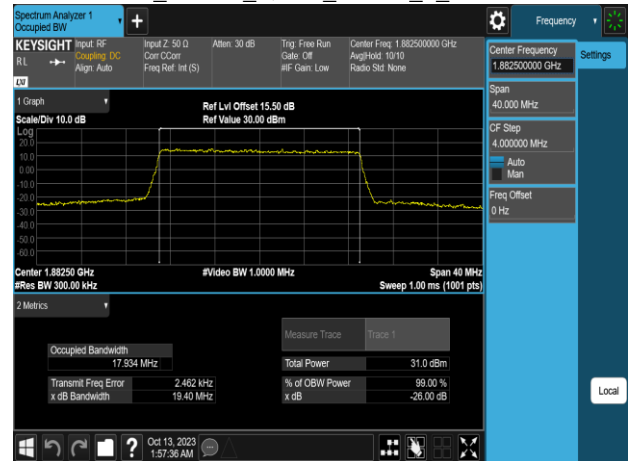 Spectrum Analyzer 1
Occupied BW
Frequency
KEYSIGHT
RL
LXI
Input: RF
Coupling: DC
Align: Auto
Input Z: 50 Ω
Corr CCorr
Freq Ref: Int (S)
Atten: 30 dB
Trig: Free Run
Gate: Off
#IF Gain: Low
Center Freq: 1.882500000 GHz
Avg|Hold: 10/10
Radio Std: None
Center Frequency
1.882500000 GHz
Settings
Span
40.000 MHz
CF Step
4.000000 MHz
Auto
Man
Freq Offset
0 Hz
1 Graph
Scale/Div 10.0 dB
Ref Lvl Offset 15.50 dB
Ref Value 30.00 dBm
Log
20.0
10.0
0.00
-10.0
-20.0
-30.0
-40.0
-50.0
-60.0
Center 1.88250 GHz
#Video BW 1.0000 MHz
Span 40 MHz
#Res BW 300.00 kHz
Sweep 1.00 ms (1001 pts)
2 Metrics
Measure Trace
Trace 1
Occupied Bandwidth
17.934 MHz
Total Power
31.0 dBm
Transmit Freq Error
2.462 kHz
% of OBW Power
99.00 %
x dB Bandwidth
19.40 MHz
x dB
-26.00 dB
Local
Oct 13, 2023
1:57:36 AM